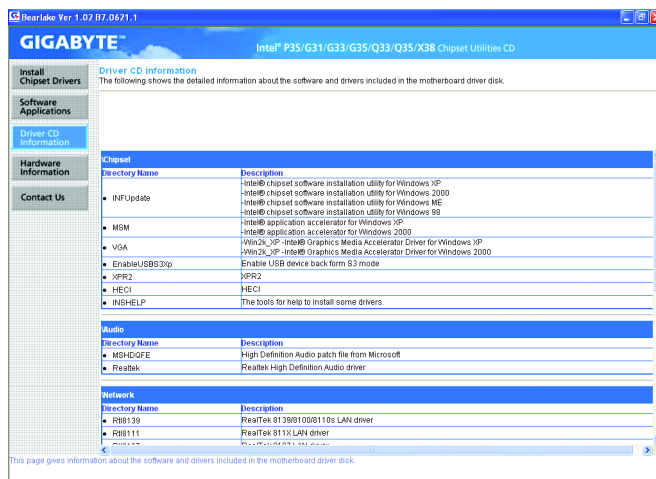 Bearlake Ver 1.02 B7.0621.1
GIGABYTE™
Intel® P35/G31/G33/G35/Q33/Q35/X38 Chipset Utilities CD
Install
Chipset Drivers
Software
Applications
Driver CD
Information
Hardware
Information
Contact Us
Driver CD information
The following shows the detailed information about the software and drivers included in the motherboard driver disk.
\Chipset
Directory Name Description
• INFUpdate
-Intel® chipset software installation utility for Windows XP
-Intel® chipset software installation utility for Windows 2000
-Intel® chipset software installation utility for Windows ME
-Intel® chipset software installation utility for Windows 98
• MSM
-Intel® application accelerator for Windows XP
-Intel® application accelerator for Windows 2000
• VGA
-Win2k_XP -Intel® Graphics Media Accelerator Driver for Windows XP
-Win2k_XP -Intel® Graphics Media Accelerator Driver for Windows 2000
• EnableUSBS3Xp Enable USB device back form S3 mode
• XPR2 XPR2
• HECI HECI
• INSHELP The tools for help to install some drivers.
\Audio
Directory Name Description
• MSHDQFE High Definition Audio patch file from Microsoft
• Realtek Realtek High Definition Audio driver
\Network
Directory Name Description
• Rtl8139 RealTek 8139/8100/8110s LAN driver
• Rtl8111 RealTek 811X LAN driver
This page gives information about the software and drivers included in the motherboard driver disk.